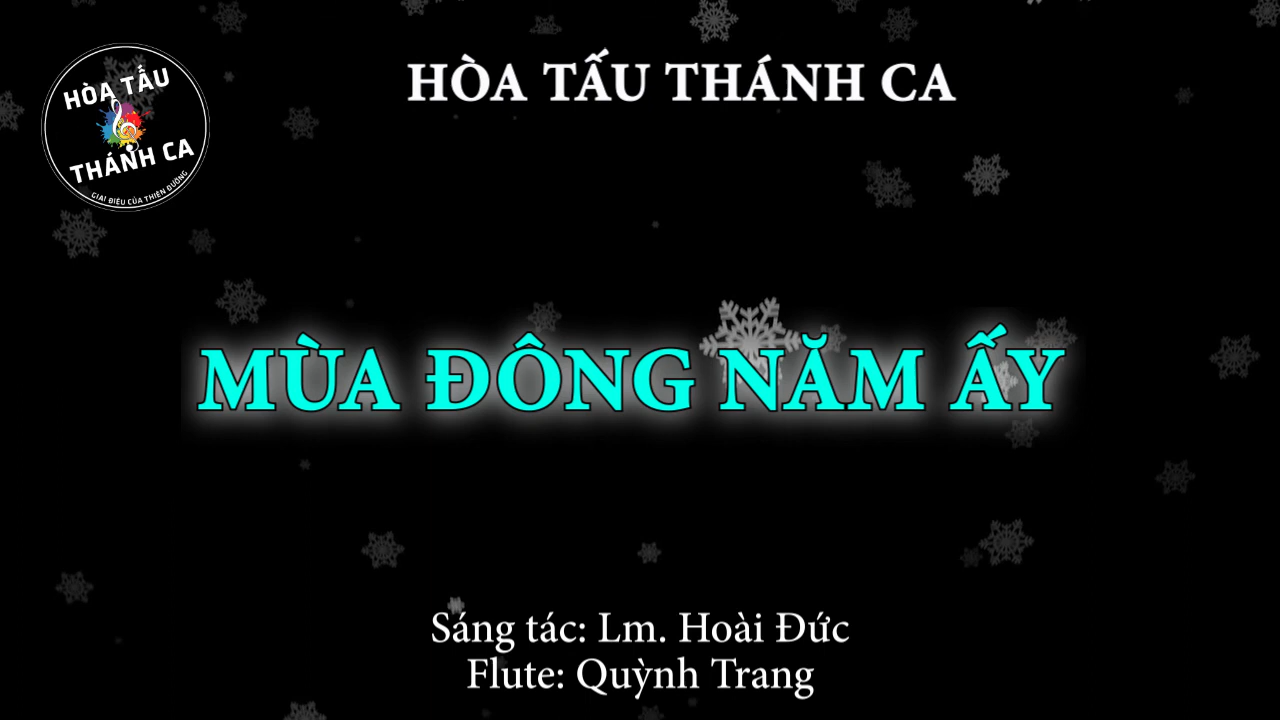 HÒA TẤU
THÁNH CA
GIAI ĐIỆU CỦA THIÊN ĐƯỜNG
HÒA TẤU THÁNH CA
MÙA ĐÔNG NĂM ẤY
Sáng tác: Lm. Hoài Đức
Flute: Quỳnh Trang